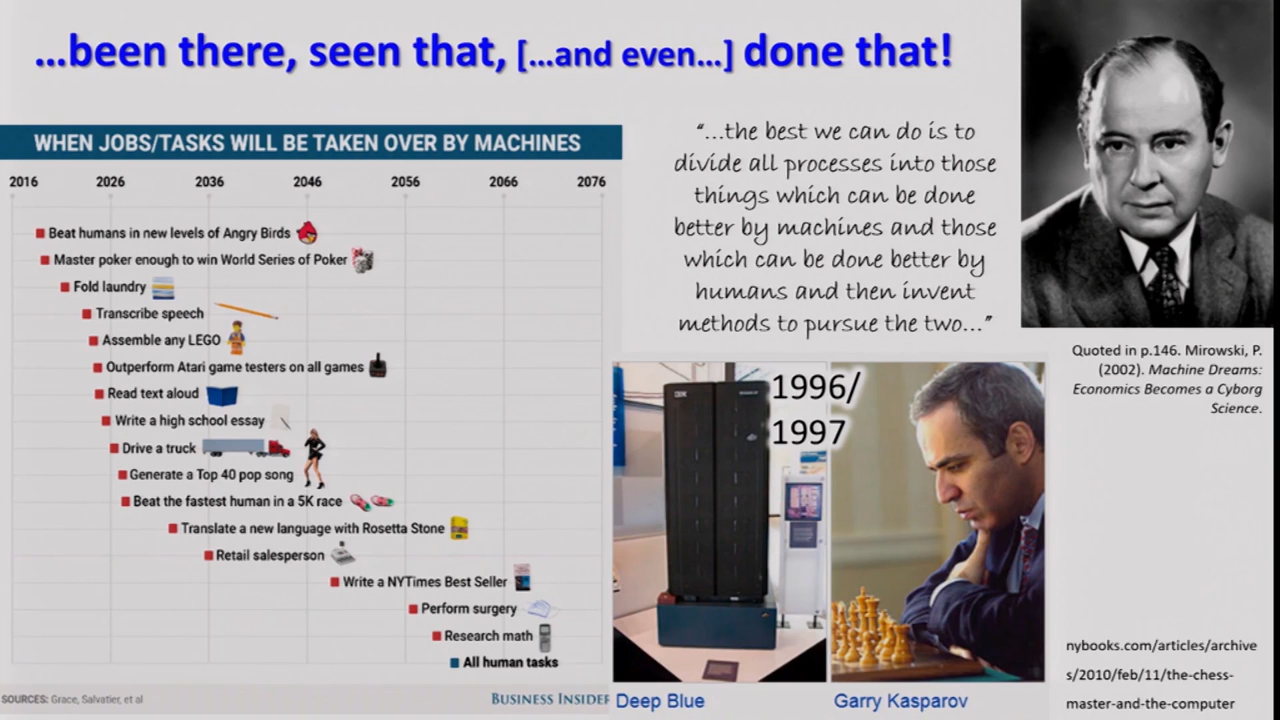 ...been there, seen that, [...and even...] done that!
WHEN JOBS/TASKS WILL BE TAKEN OVER BY MACHINES
2016 2026 2036 2046 2056 2066 2076
Beat humans in new levels of Angry Birds
Master poker enough to win World Series of Poker
Fold laundry
Transcribe speech
Assemble any LEGO
Outperform Atari game testers on all games
Read text aloud
Write a high school essay
Drive a truck
Generate a Top 40 pop song
Beat the fastest human in a 5K race
Translate a new language with Rosetta Stone
Retail salesperson
Write a NYTimes Best Seller
Perform surgery
Research math
All human tasks
SOURCES: Grace, Salvatier, et al
BUSINESS INSIDER
“...the best we can do is to
divide all processes into those
things which can be done
better by machines and those
which can be done better by
humans and then invent
methods to pursue the two...”
Quoted in p.146. Mirowski, P.
(2002). Machine Dreams:
Economics Becomes a Cyborg
Science.
IBM
1996/
1997
Deep Blue
Garry Kasparov
nybooks.com/articles/archive
s/2010/feb/11/the-chess-
master-and-the-computer